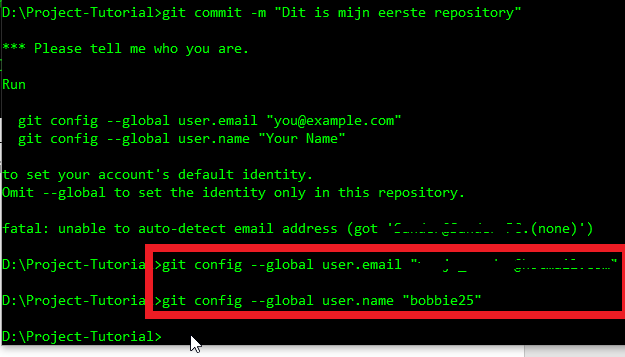 D:\Project-Tutorial>git commit -m "Dit is mijn eerste repository"
*** Please tell me who you are.
Run
git config --global user.email "you@example.com"
git config --global user.name "Your Name"
to set your account's default identity.
Omit --global to set the identity only in this repository.
fatal: unable to auto-detect email address (got '.(none)')
D:\Project-Tutorial>git config --global user.email "
D:\Project-Tutorial>git config --global user.name "bobbie25"
D:\Project-Tutorial>